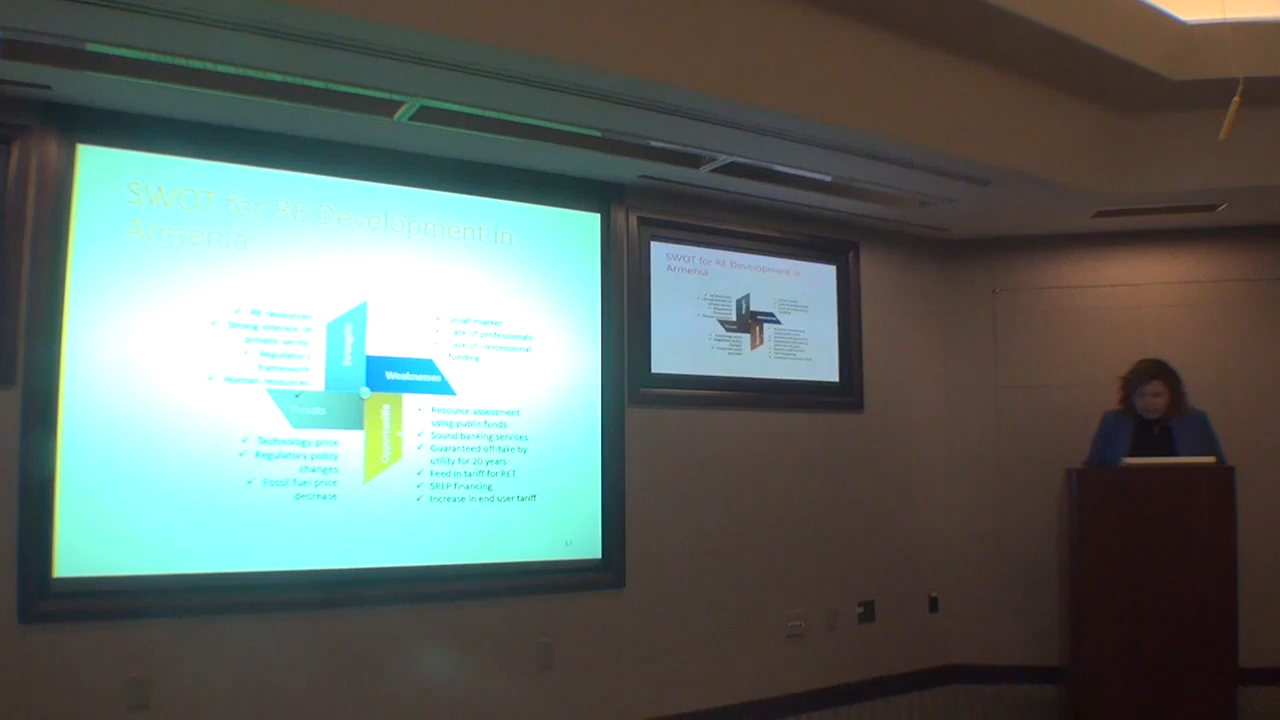 SWOT for RE Development in
Armenia
✓ RE resources
✓ Strong interest of
private sector
✓ Regulatory
framework
✓ Human resources
Strengths
✓ Small market
✓ Lack of professionals
✓ Lack of concessional
funding
Weaknesses
Threats
✓ Technology price
✓ Regulatory policy
changes
✓ Fossil fuel price
decrease
✓ Resource assessment
using public funds
✓ Sound banking services
✓ Guaranteed off-take by
utility for 20 years
✓ Feed in tariff for RET
✓ SREP financing
✓ Increase in end user tariff
SWOT for RE Development in
Armenia